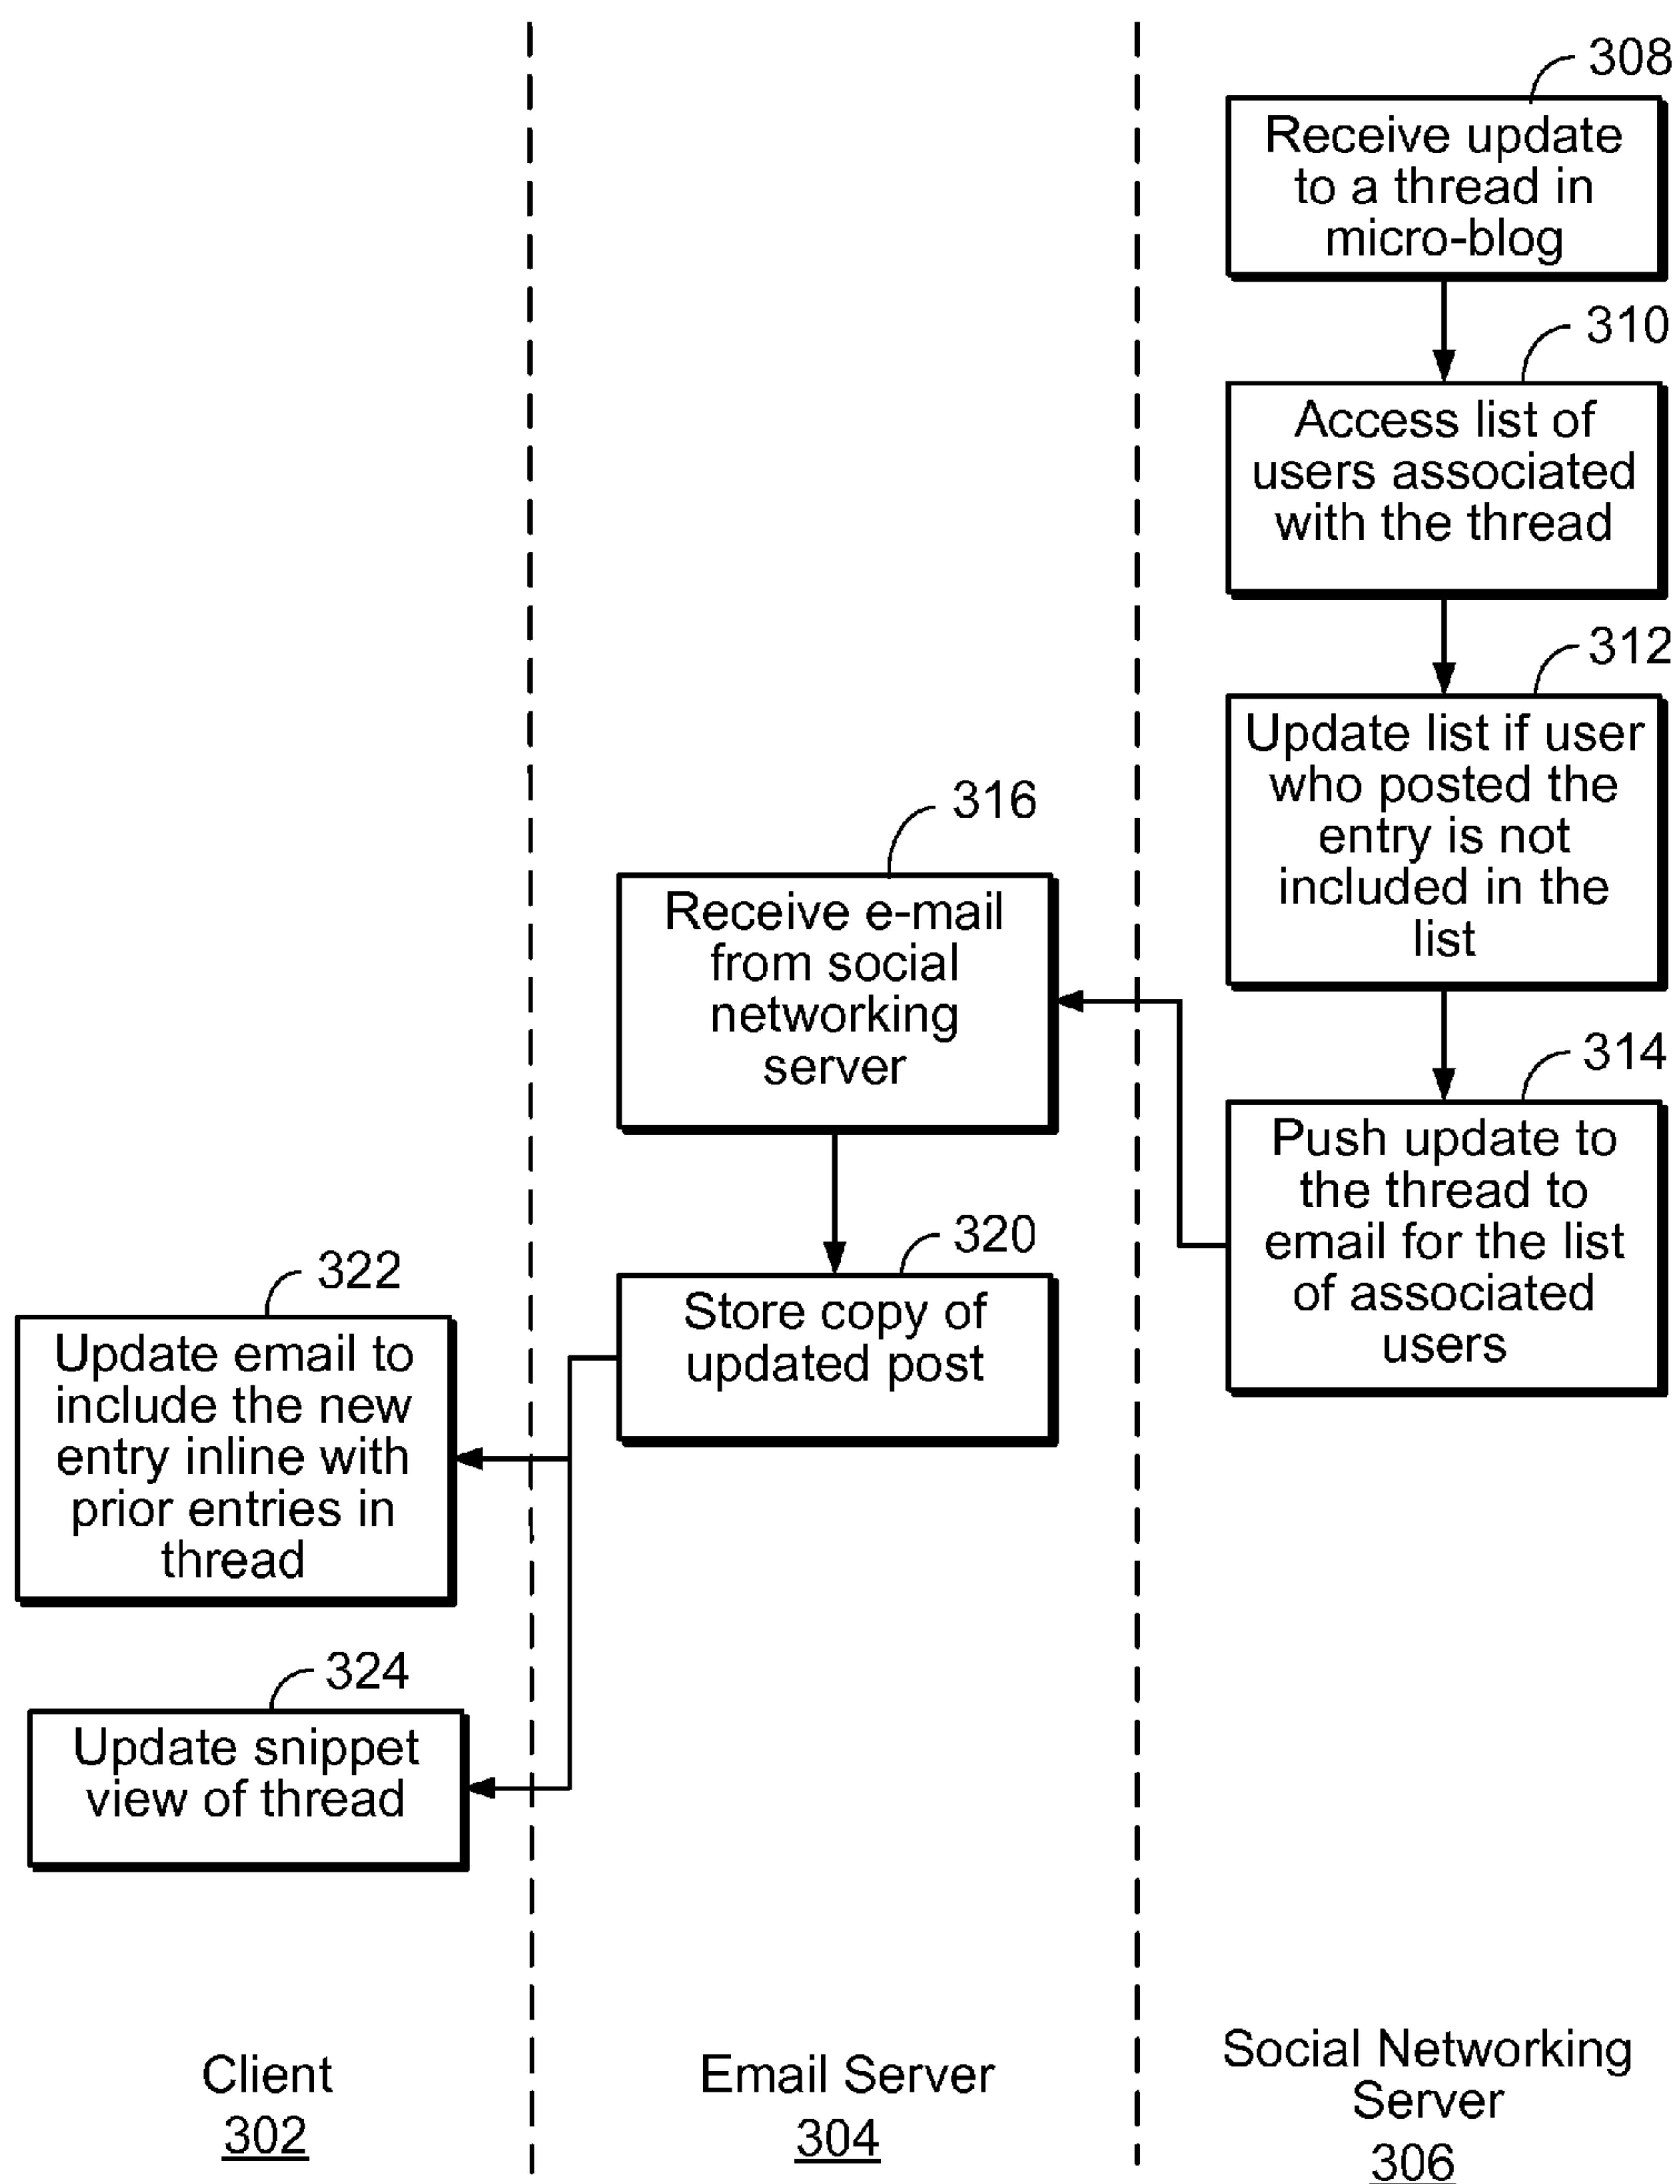 308
Receive update
to a thread in
micro-blog
310
Access list of
users associated
with the thread
312
Update list if user
who posted the
entry is not
included in the
list
314
Push update to
the thread to
email for the list
of associated
users
316
Receive e-mail
from social
networking
server
320
Store copy of
updated post
322
Update email to
include the new
entry inline with
prior entries in
thread
324
Update snippet
view of thread
Client
302
Email Server
304
Social Networking
Server
306